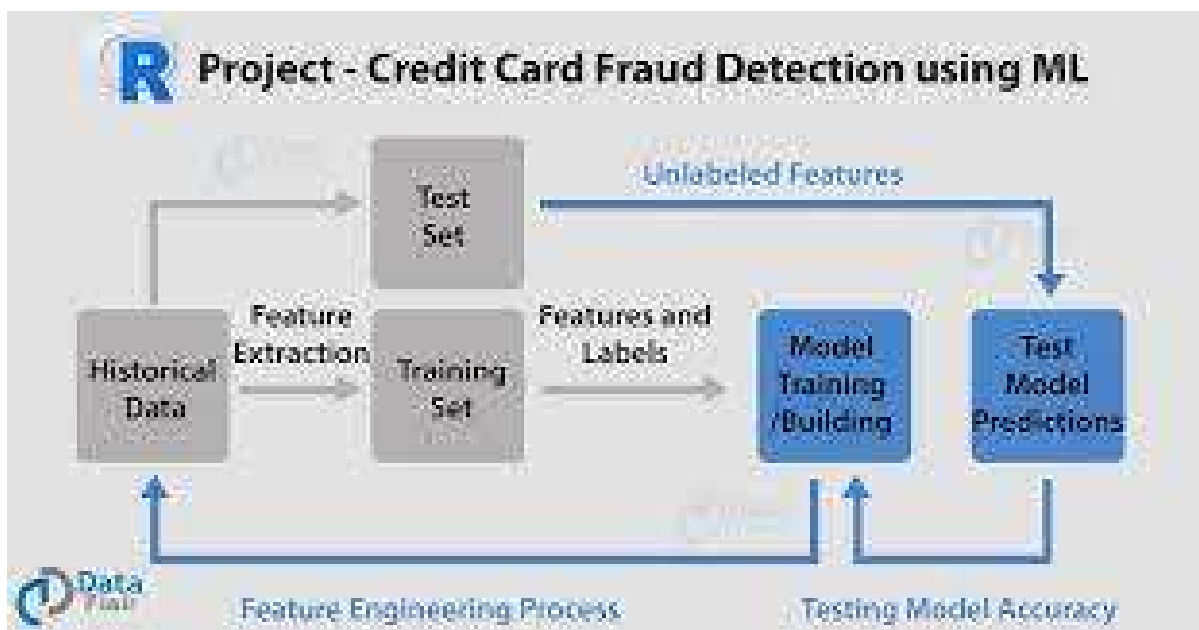 R Project - Credit Card Fraud Detection using ML
Test
Set
Unlabeled Features
Historical
Data
Feature
Extraction
Training
Set
Features and
Labels
Model
Training
/Building
Test
Model
Predictions
Data
Flair
Feature Engineering Process
Testing Model Accuracy